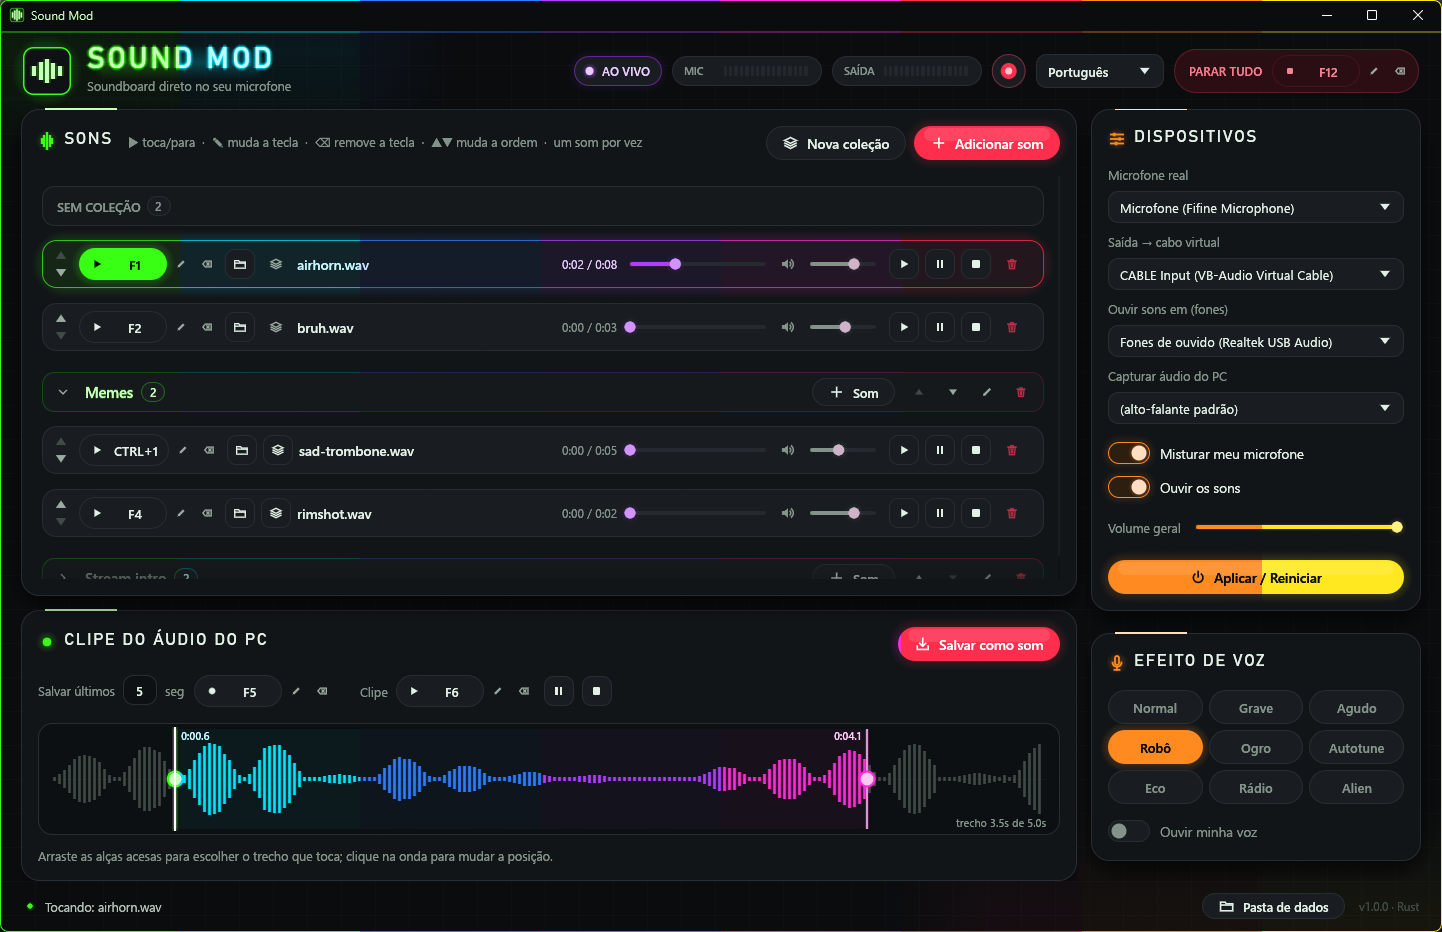 Sound Mod
SOUND MOD
Soundboard direto no seu microfone
AO VIVO
MIC
SAÍDA
Português
PARAR TUDO
F12
SONS
toca/para · muda a tecla · remove a tecla · ▲▼ muda a ordem · um som por vez
Nova coleção
+ Adicionar som
SEM COLEÇÃO 2
F1 airhorn.wav 0:02 / 0:08
F2 bruh.wav 0:00 / 0:03
Memes 2 + Som
CTRL+1 sad-trombone.wav 0:00 / 0:05
F4 rimshot.wav 0:00 / 0:02
Stream intro 2 + Som
CLIPE DO ÁUDIO DO PC
Salvar como som
Salvar últimos 5 seg F5 Clipe F6
0:00.6
0:04.1
trecho 3.5s de 5.0s
Arraste as alças acesas para escolher o trecho que toca; clique na onda para mudar a posição.
DISPOSITIVOS
Microfone real
Microfone (Fifine Microphone)
Saída → cabo virtual
CABLE Input (VB-Audio Virtual Cable)
Ouvir sons em (fones)
Fones de ouvido (Realtek USB Audio)
Capturar áudio do PC
(alto-falante padrão)
Misturar meu microfone
Ouvir os sons
Volume geral
Aplicar / Reiniciar
EFEITO DE VOZ
Normal Grave Agudo
Robô Ogro Autotune
Eco Rádio Alien
Ouvir minha voz
Tocando: airhorn.wav
Pasta de dados
v1.0.0 · Rust